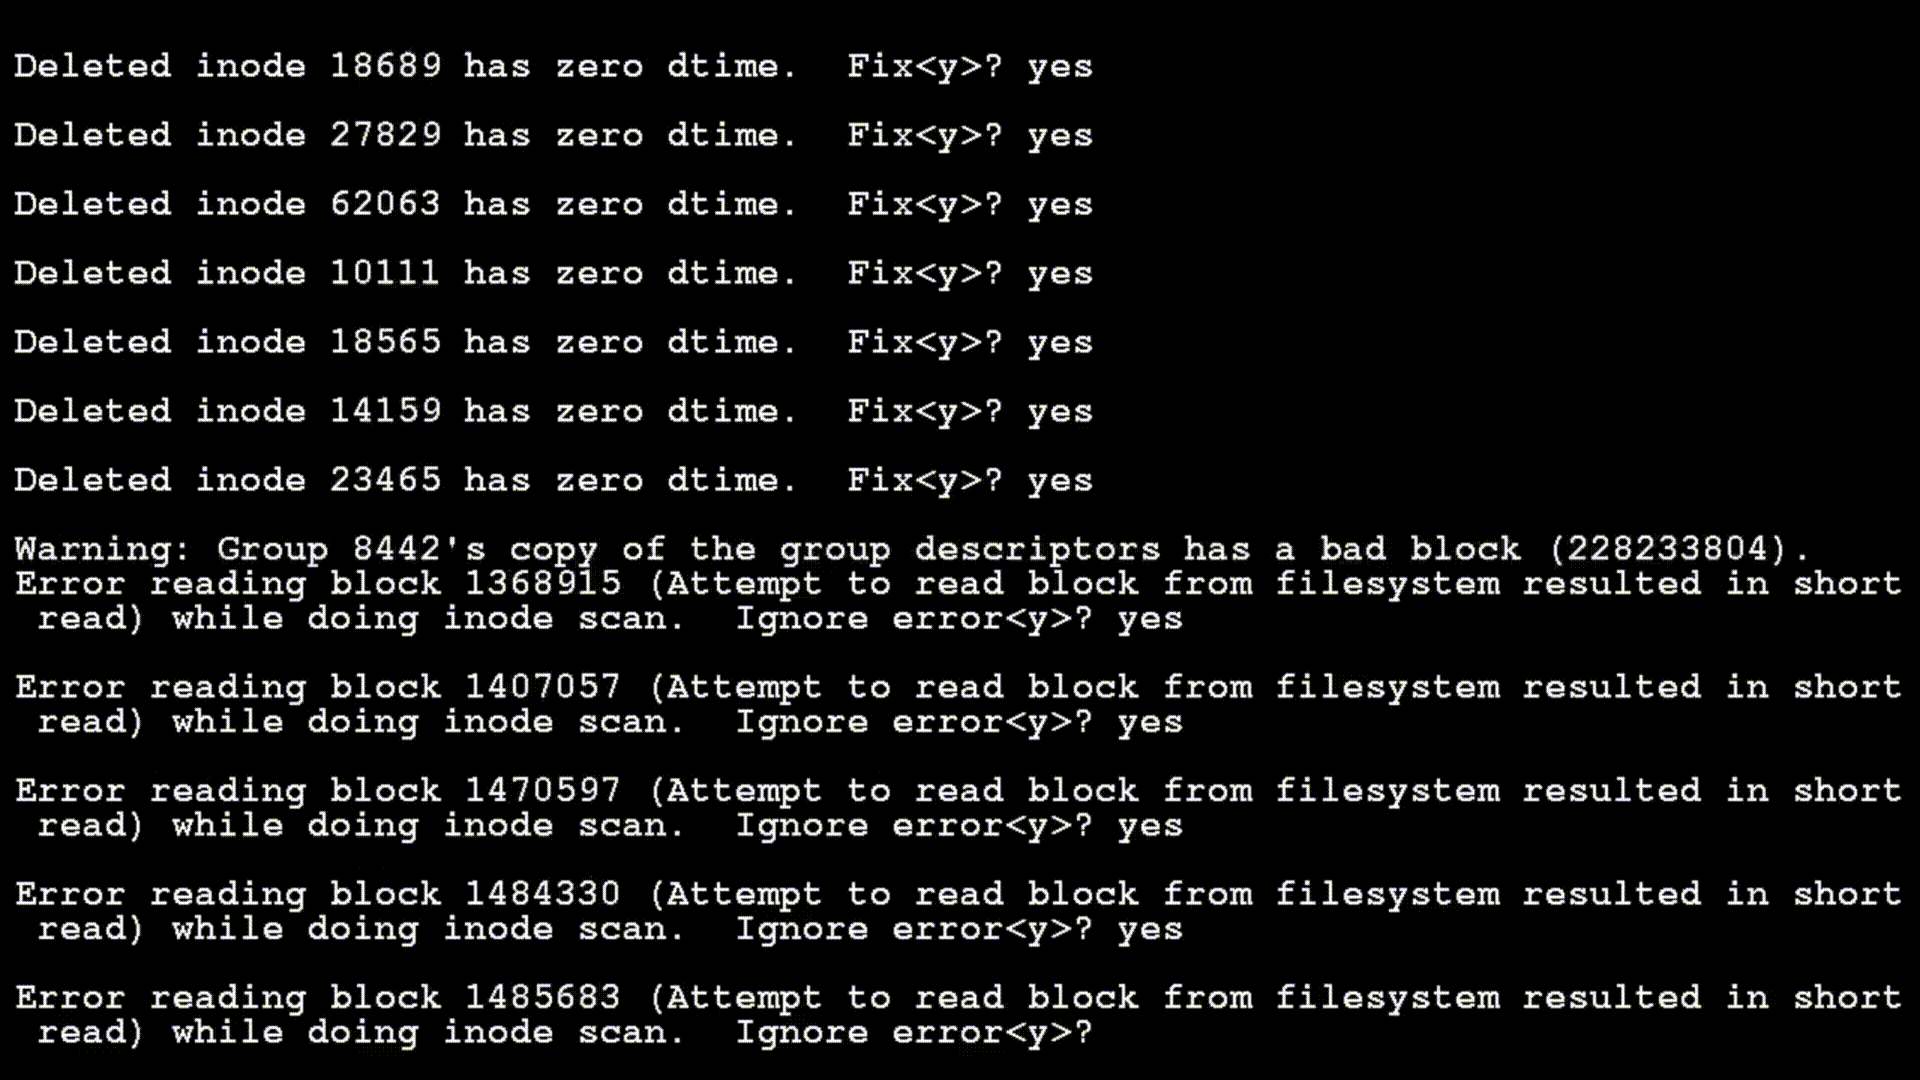 Deleted inode 18689 has zero dtime.  Fix<y>? yes
Deleted inode 27829 has zero dtime.  Fix<y>? yes
Deleted inode 62063 has zero dtime.  Fix<y>? yes
Deleted inode 10111 has zero dtime.  Fix<y>? yes
Deleted inode 18565 has zero dtime.  Fix<y>? yes
Deleted inode 14159 has zero dtime.  Fix<y>? yes
Deleted inode 23465 has zero dtime.  Fix<y>? yes
Warning: Group 8442's copy of the group descriptors has a bad block (228233804).
Error reading block 1368915 (Attempt to read block from filesystem resulted in short
read) while doing inode scan.  Ignore error<y>? yes
Error reading block 1407057 (Attempt to read block from filesystem resulted in short
read) while doing inode scan.  Ignore error<y>? yes
Error reading block 1470597 (Attempt to read block from filesystem resulted in short
read) while doing inode scan.  Ignore error<y>? yes
Error reading block 1484330 (Attempt to read block from filesystem resulted in short
read) while doing inode scan.  Ignore error<y>? yes
Error reading block 1485683 (Attempt to read block from filesystem resulted in short
read) while doing inode scan.  Ignore error<y>?